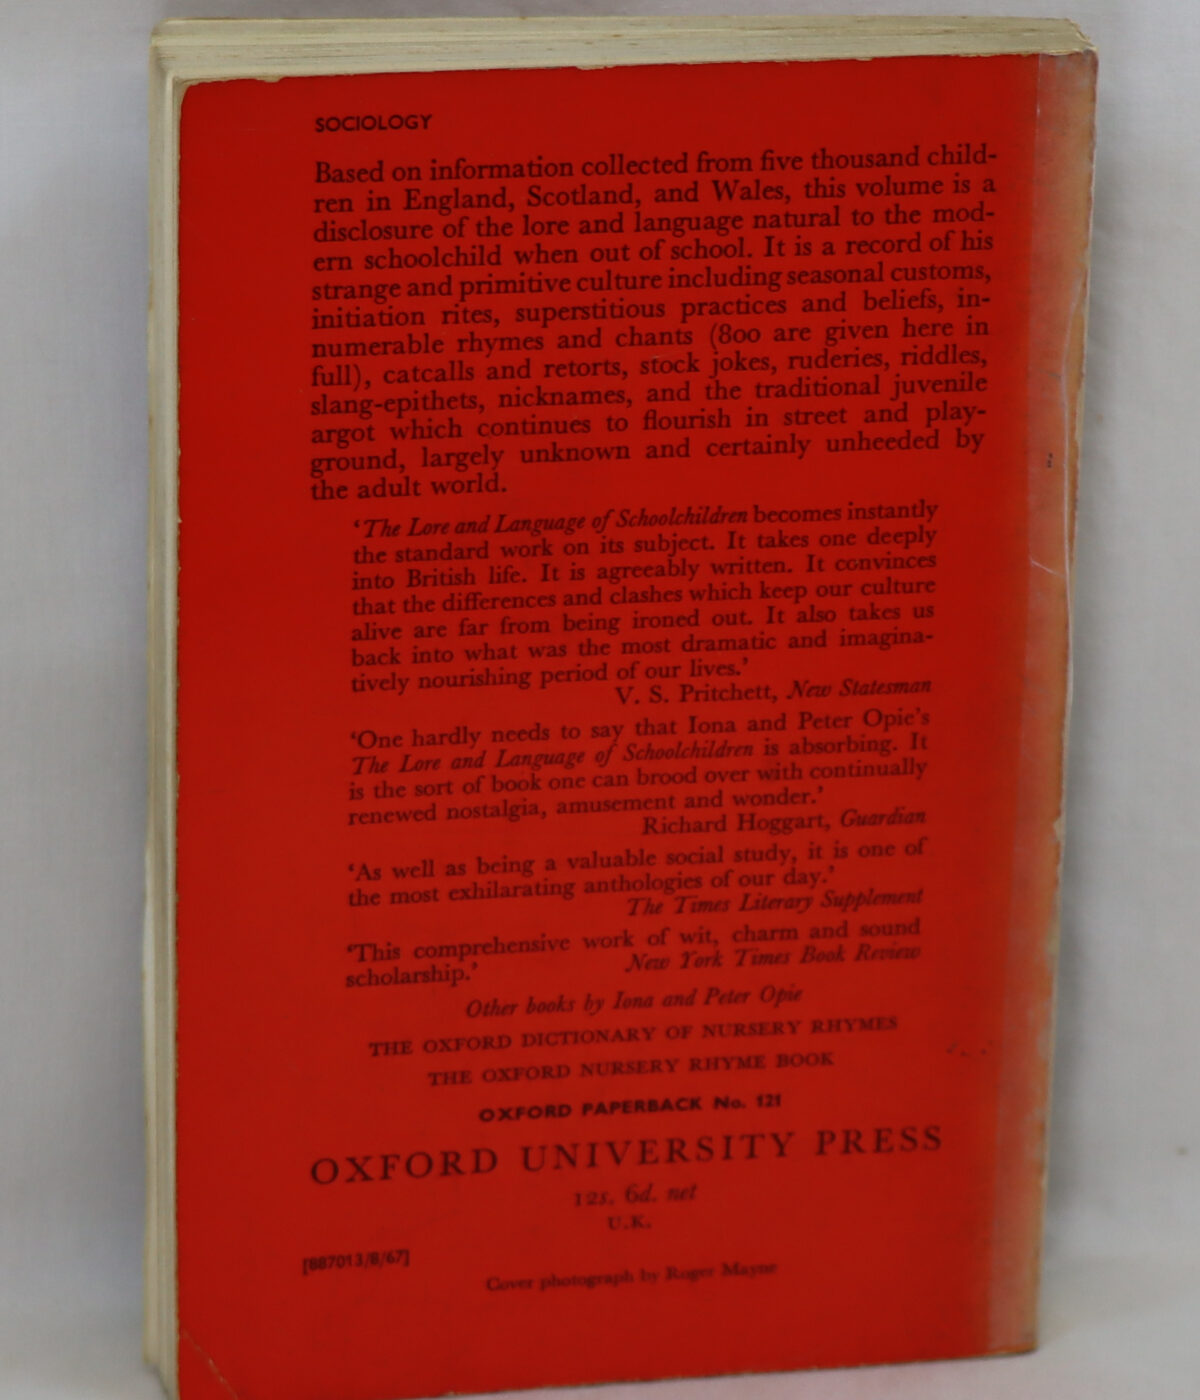 SOCIOLOGY
Based on information collected from five thousand child-
ren in England, Scotland, and Wales, this volume is a
disclosure of the lore and language natural to the mod-
ern schoolchild when out of school. It is a record of his
strange and primitive culture including seasonal customs,
initiation rites, superstitious practices and beliefs, in-
numerable rhymes and chants (800 are given here in
full), catcalls and retorts, stock jokes, ruderies, riddles,
slang-epithets, nicknames, and the traditional juvenile
argot which continues to flourish in street and play-
ground, largely unknown and certainly unheeded by
the adult world.
‘The Lore and Language of Schoolchildren becomes instantly
the standard work on its subject. It takes one deeply
into British life. It is agreeably written. It convinces
that the differences and clashes which keep our culture
alive are far from being ironed out. It also takes us
back into what was the most dramatic and imagina-
tively nourishing period of our lives.’
V. S. Pritchett, New Statesman
‘One hardly needs to say that Iona and Peter Opie’s
The Lore and Language of Schoolchildren is absorbing. It
is the sort of book one can brood over with continually
renewed nostalgia, amusement and wonder.’
Richard Hoggart, Guardian
‘As well as being a valuable social study, it is one of
the most exhilarating anthologies of our day.’
The Times Literary Supplement
‘This comprehensive work of wit, charm and sound
scholarship.’ New York Times Book Review
Other books by Iona and Peter Opie
THE OXFORD DICTIONARY OF NURSERY RHYMES
THE OXFORD NURSERY RHYME BOOK
OXFORD PAPERBACK No. 121
OXFORD UNIVERSITY PRESS
12s. 6d. net
U.K.
[887013/8/67]
Cover photograph by Roger Mayne